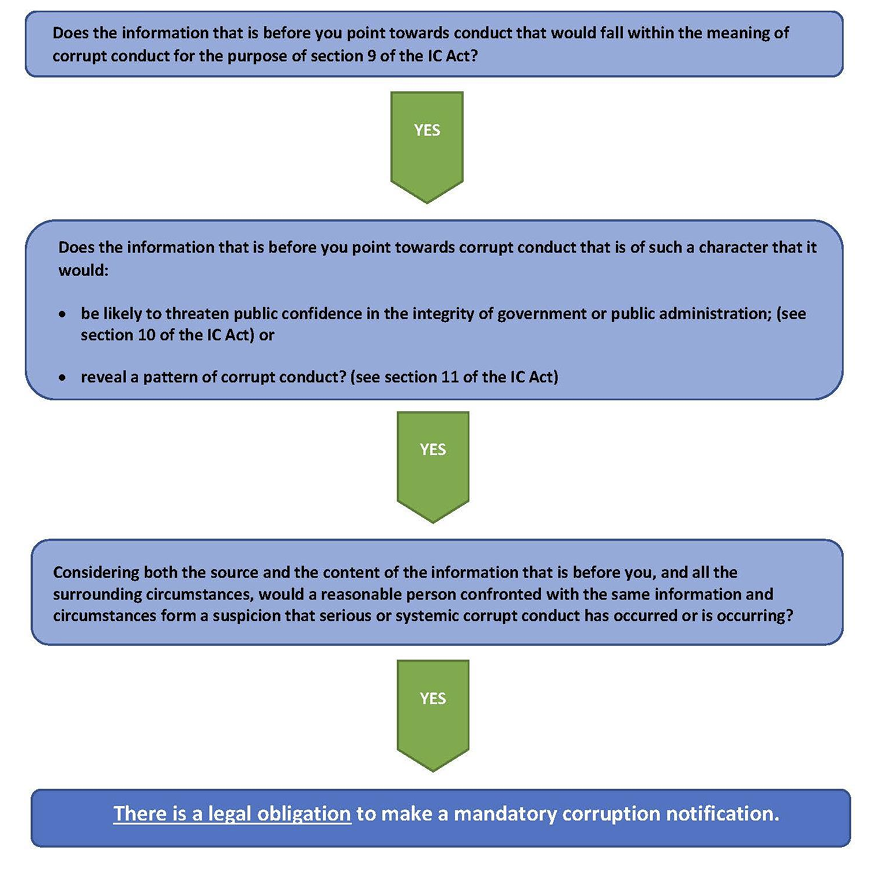 Does the information that is before you point towards conduct that would fall within the meaning of
corrupt conduct for the purpose of section 9 of the IC Act?
YES
Does the information that is before you point towards corrupt conduct that is of such a character that it
would:
• be likely to threaten public confidence in the integrity of government or public administration; (see
section 10 of the IC Act) or
• reveal a pattern of corrupt conduct? (see section 11 of the IC Act)
YES
Considering both the source and the content of the information that is before you, and all the
surrounding circumstances, would a reasonable person confronted with the same information and
circumstances form a suspicion that serious or systemic corrupt conduct has occurred or is occurring?
YES
There is a legal obligation to make a mandatory corruption notification.